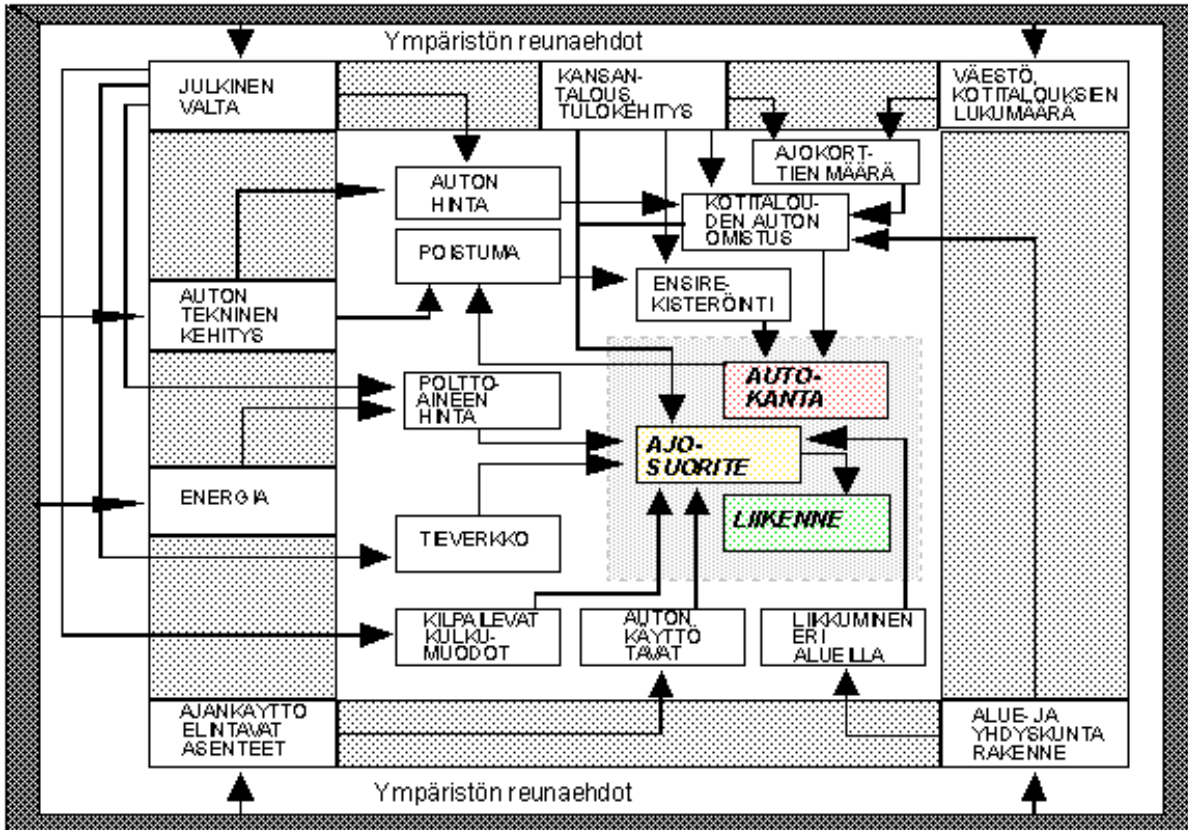 Ympäristön reunaehdot
JULKINEN
VALTA
KANSAN-
TALOUS,
TULOKEHITYS
VÄESTÖ,
KOTITALOUKSIEN
LUKUMÄÄRÄ
AJOKORT-
TIEN MÄÄRÄ
AUTON
HINTA
KOTITALOU-
DEN AUTON
OMISTUS
POISTUMA
ENSIRE-
KISTERÖINTI
AUTON
TEKNINEN
KEHITYS
AUTO-
KANTA
POLTTO-
AINEEN
HINTA
AJO-
SUORITE
ENERGIA
LIIKENNE
TIEVERKKO
KILPAILEVAT
KULKU-
MUODOT
AUTON
KÄYTTÖ
TAVAT
LIIKKUMINEN
ERI
ALUEILLA
AJANKÄYTTÖ
ELINTAVAT
ASENTEET
ALUE- JA
YHDYSKUNTA
RAKENNE
Ympäristön reunaehdot